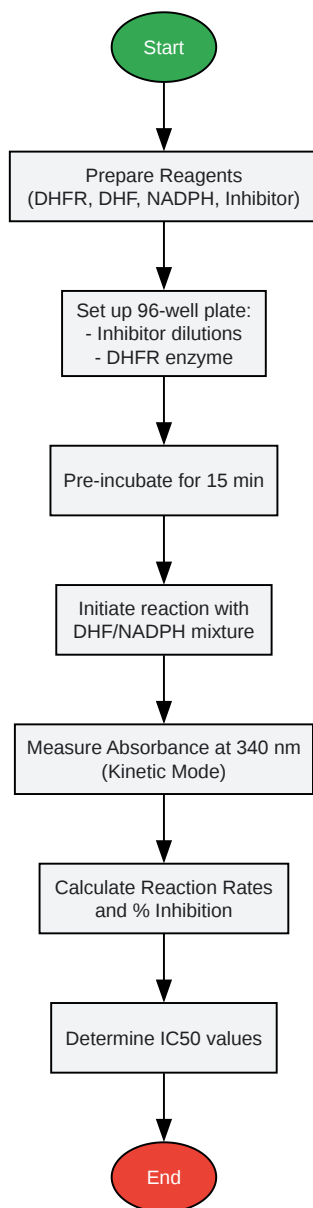 Start
Prepare Reagents
(DHFR, DHF, NADPH, Inhibitor)
Set up 96-well plate:
- Inhibitor dilutions
- DHFR enzyme
Pre-incubate for 15 min
Initiate reaction with
DHF/NADPH mixture
Measure Absorbance at 340 nm
(Kinetic Mode)
Calculate Reaction Rates
and % Inhibition
Determine IC50 values
End